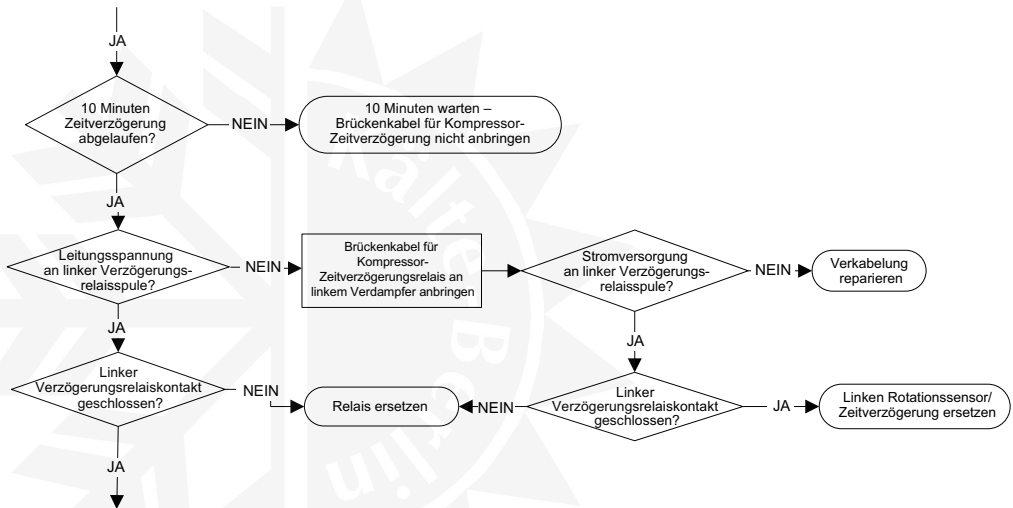 JA
10 Minuten
Zeitverzögerung
abgelaufen?
NEIN
10 Minuten warten –
Brückenkabel für Kompressor-
Zeitverzögerung nicht anbringen
JA
Leitungsspannung
an linker Verzögerungs-
relaisspule?
NEIN
Brückenkabel für
Kompressor-
Zeitverzögerungsrelais an
linkem Verdampfer anbringen
Stromversorgung
an linker Verzögerungs-
relaisspule?
NEIN
Verkabelung
reparieren
JA
JA
Linker
Verzögerungsrelaiskontakt
geschlossen?
NEIN
Relais ersetzen
NEIN
Linker
Verzögerungsrelaiskontakt
geschlossen?
JA
Linken Rotationssensor/
Zeitverzögerung ersetzen
JA
Kälte-Berlin